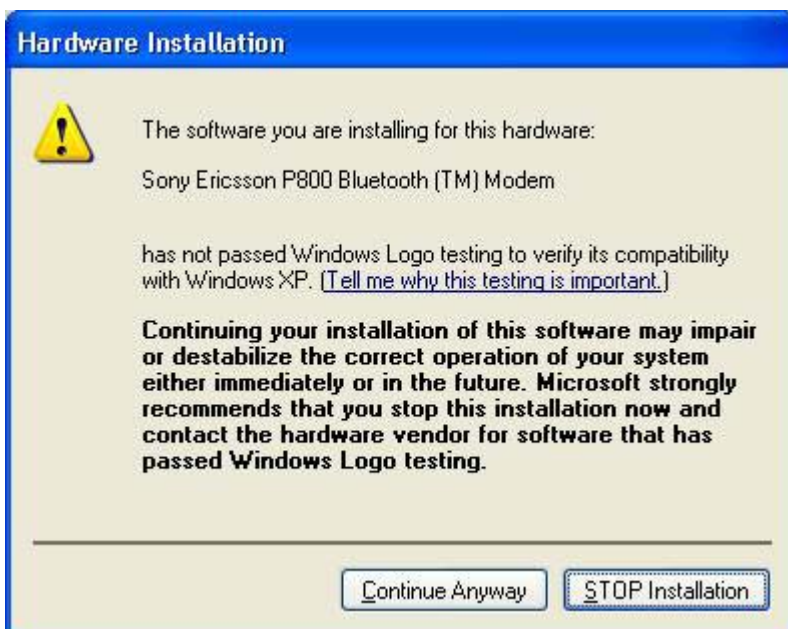 Hardware Installation
The software you are installing for this hardware:
Sony Ericsson P800 Bluetooth (TM) Modem
has not passed Windows Logo testing to verify its compatibility
with Windows XP. (Tell me why this testing is important.)
Continuing your installation of this software may impair
or destabilize the correct operation of your system
either immediately or in the future. Microsoft strongly
recommends that you stop this installation now and
contact the hardware vendor for software that has
passed Windows Logo testing.
Continue Anyway
STOP Installation